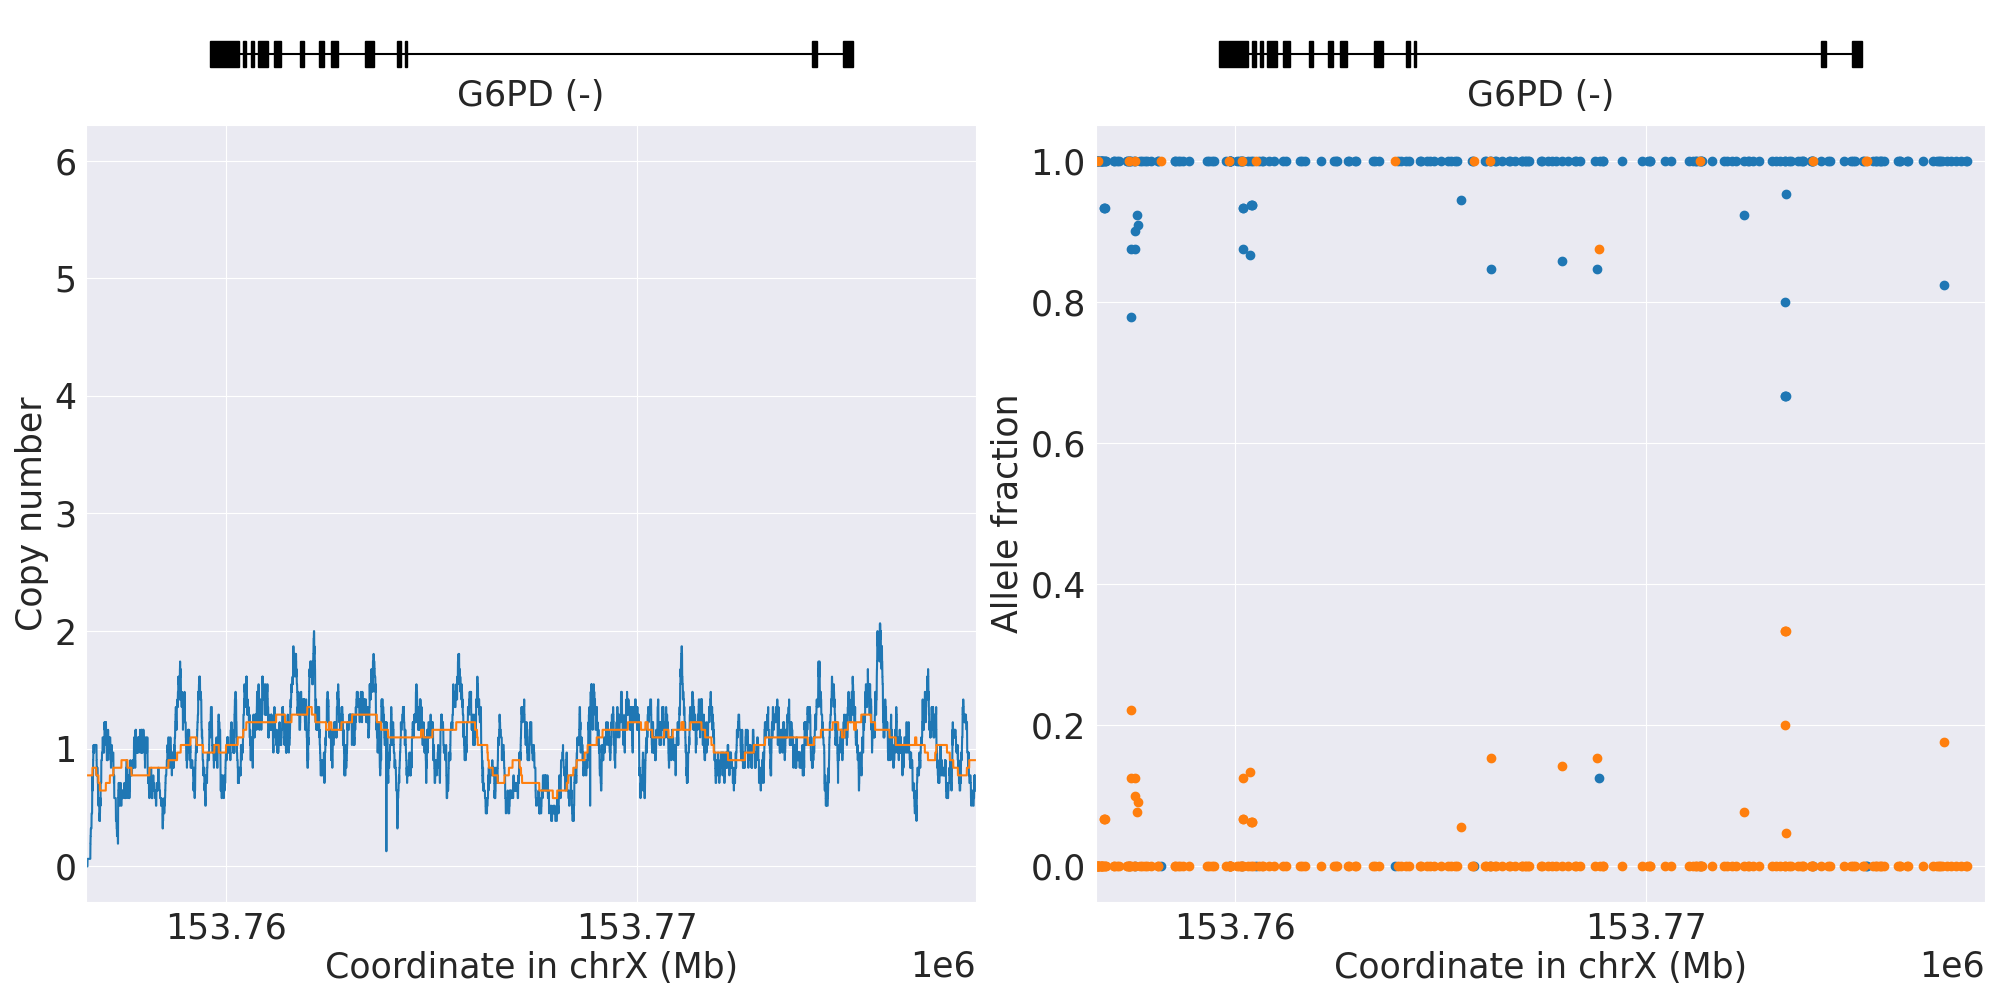 G6PD (-)
6
5
4
3
2
1
0
Copy number
153.76
153.77
Coordinate in chrX (Mb)
1e6
G6PD (-)
1.0
0.8
0.6
0.4
0.2
0.0
Allele fraction
153.76
153.77
Coordinate in chrX (Mb)
1e6